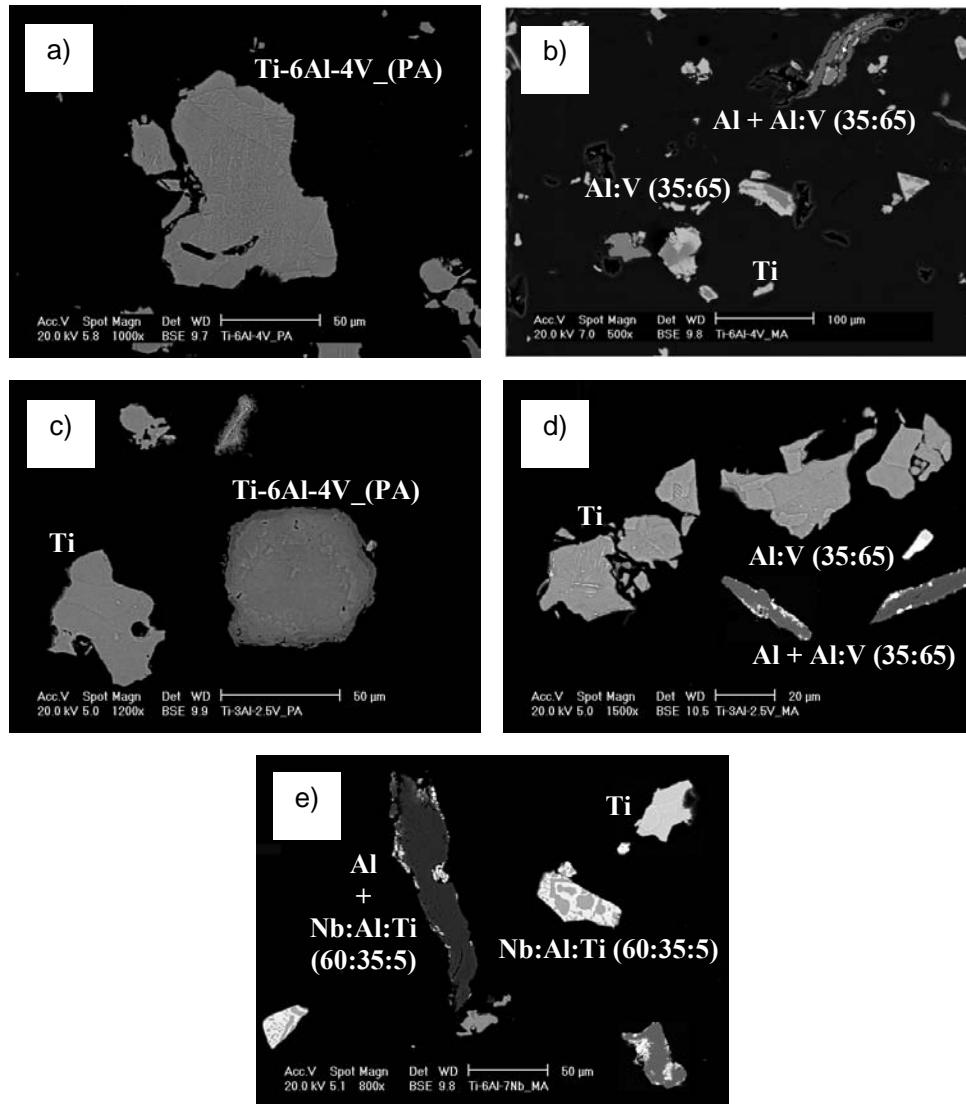 a)
Ti-6Al-4V_(PA)
Acc.V Spot Magn Det WD 50 µm
20.0 kV 5.8 1000x BSE 9.7 Ti-6Al-4V_PA
b)
Al + Al:V (35:65)
Al:V (35:65)
Ti
Acc.V Spot Magn Det WD 100 µm
20.0 kV 7.0 500x BSE 9.8 Ti-6Al-4V_MA
c)
Ti-6Al-4V_(PA)
Ti
Acc.V Spot Magn Det WD 50 µm
20.0 kV 5.0 1200x BSE 9.9 Ti-3Al-2.5V_PA
d)
Ti
Al:V (35:65)
Al + Al:V (35:65)
Acc.V Spot Magn Det WD 20 µm
20.0 kV 5.0 1500x BSE 10.5 Ti-3Al-2.5V_MA
e)
Ti
Al
+
Nb:Al:Ti
(60:35:5)
Nb:Al:Ti (60:35:5)
Acc.V Spot Magn Det WD 50 µm
20.0 kV 5.1 800x BSE 9.8 Ti-6Al-7Nb_MA